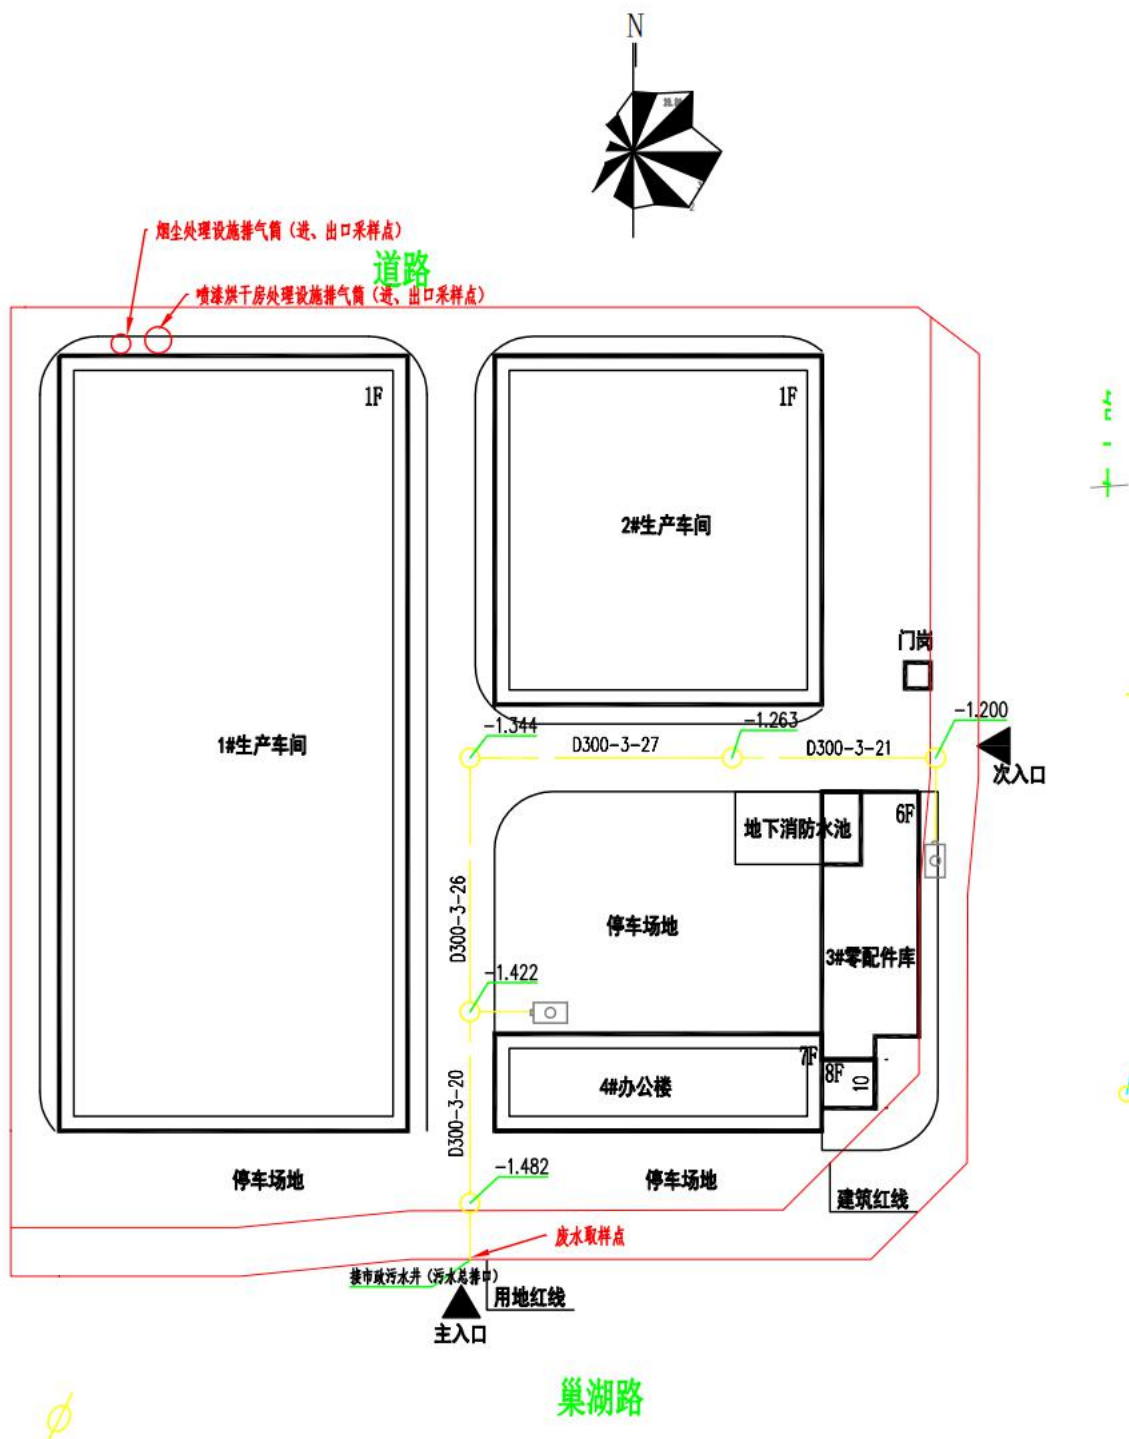 N
烟尘处理设施排气筒（进、出口采样点）
道路
喷漆烘干房处理设施排气筒（进、出口采样点）
1F
1F
2#生产车间
门岗
-1.344
-1.263
-1.200
D300-3-27
D300-3-21
1#生产车间
次入口
6F
地下消防水池
D300-3-26
停车场地
3#零配件库
-1.422
7F
8F
10
4#办公楼
D300-3-20
-1.482
停车场地
停车场地
建筑红线
废水取样点
接市政污水井（污水总排口）
用地红线
主入口
巢湖路